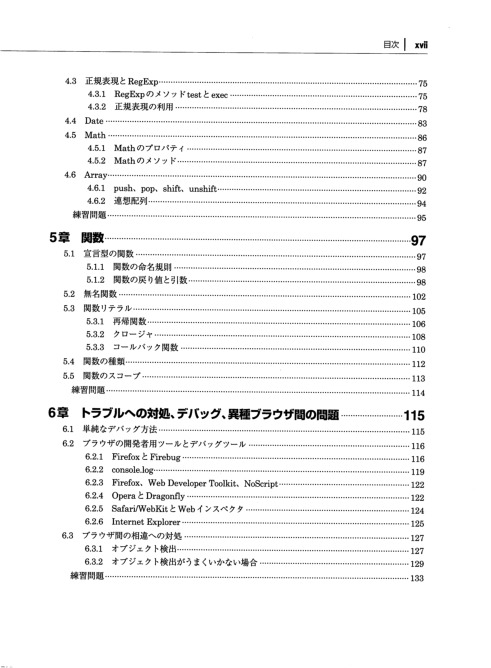 目次 | xvii
4.3 正規表現とRegExp 75
4.3.1 RegExpのメソッドtestとexec 75
4.3.2 正規表現の利用 78
4.4 Date 83
4.5 Math 86
4.5.1 Mathのプロパティ 87
4.5.2 Mathのメソッド 87
4.6 Array 90
4.6.1 push、pop、shift、unshift 92
4.6.2 連想配列 94
練習問題 95
5章 関数 97
5.1 宣言型の関数 97
5.1.1 関数の命名規則 98
5.1.2 関数の戻り値と引数 98
5.2 無名関数 102
5.3 関数リテラル 105
5.3.1 再帰関数 106
5.3.2 クロージャ 108
5.3.3 コールバック関数 110
5.4 関数の種類 112
5.5 関数のスコープ 113
練習問題 114
6章 トラブルへの対処、デバッグ、異種ブラウザ間の問題 115
6.1 単純なデバッグ方法 115
6.2 ブラウザの開発者用ツールとデバッグツール 116
6.2.1 FirefoxとFirebug 116
6.2.2 console.log 119
6.2.3 Firefox、Web Developer Toolkit、NoScript 122
6.2.4 OperaとDragonfly 122
6.2.5 Safari/WebKitとWebインスペクタ 124
6.2.6 Internet Explorer 125
6.3 ブラウザ間の相違への対処 127
6.3.1 オブジェクト検出 127
6.3.2 オブジェクト検出がうまくいかない場合 129
練習問題 133